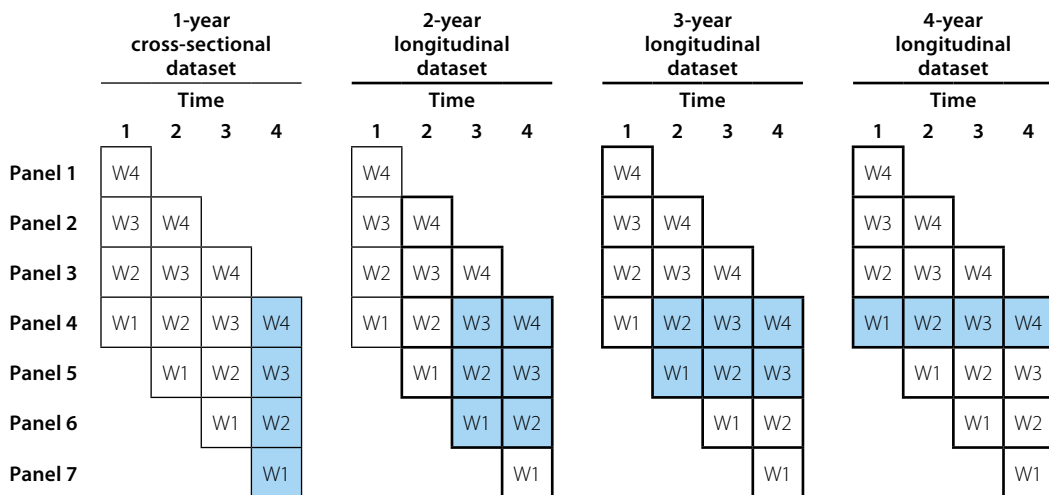 1-year 2-year 3-year 4-year
cross-sectional longitudinal longitudinal longitudinal
dataset dataset dataset dataset
Time Time Time Time
1 2 3 4 1 2 3 4 1 2 3 4 1 2 3 4
Panel 1 W4 W4 W4 W4
Panel 2 W3 W4 W3 W4 W3 W4 W3 W4
Panel 3 W2 W3 W4 W2 W3 W4 W2 W3 W4 W2 W3 W4
Panel 4 W1 W2 W3 W4 W1 W2 W3 W4 W1 W2 W3 W4 W1 W2 W3 W4
Panel 5 W1 W2 W3 W1 W2 W3 W1 W2 W3 W1 W2 W3
Panel 6 W1 W2 W1 W2 W1 W2 W1 W2
Panel 7 W1 W1 W1 W1